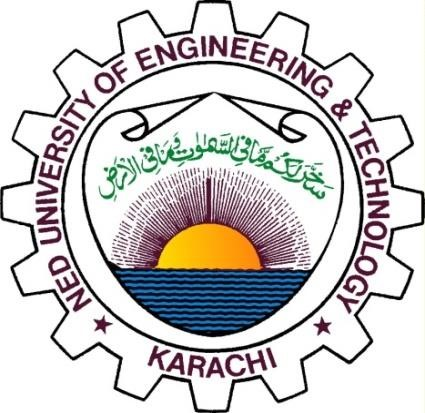 NED UNIVERSITY OF ENGINEERING & TECHNOLOGY
سخر لكم ما في السموت وما في الارض
KARACHI